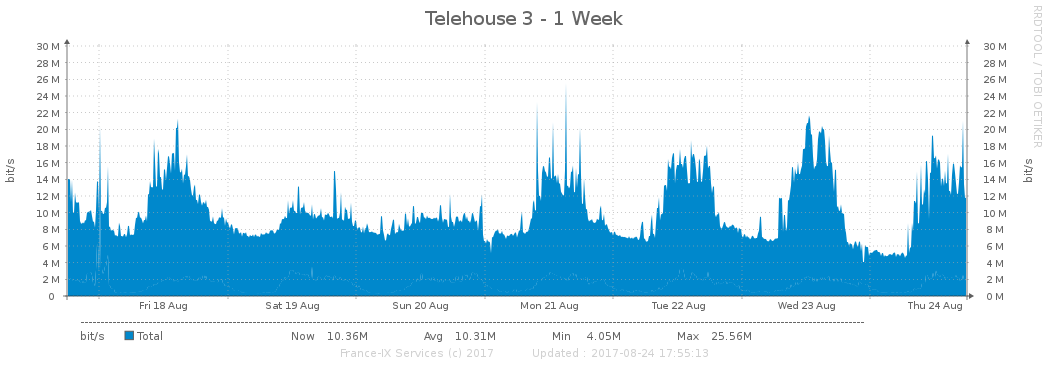 Telehouse 3 - 1 Week
RRDTOOL / TOBI OETIKER
bit/s
30 M 30 M
28 M 28 M
26 M 26 M
24 M 24 M
22 M 22 M
20 M 20 M
18 M 18 M
16 M 16 M
14 M 14 M
12 M 12 M
10 M 10 M
8 M 8 M
6 M 6 M
4 M 4 M
2 M 2 M
0 0 M
bit/s
Fri 18 Aug Sat 19 Aug Sun 20 Aug Mon 21 Aug Tue 22 Aug Wed 23 Aug Thu 24 Aug
bit/s Total Now 10.36M Avg 10.31M Min 4.05M Max 25.56M
France-IX Services (c) 2017 Updated : 2017-08-24 17:55:13